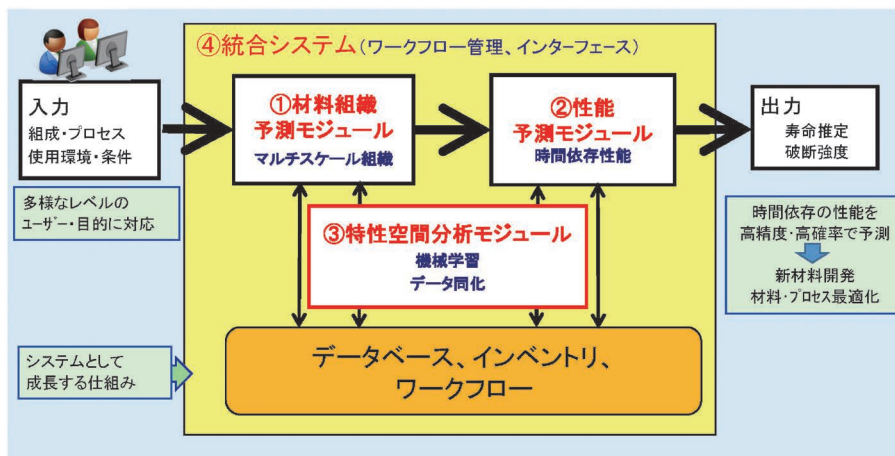 ④統合システム(ワークフロー管理、インターフェース)
入力
組成・プロセス
使用環境・条件
①材料組織
予測モジュール
マルチスケール組織
②性能
予測モジュール
時間依存性能
出力
寿命推定
破断強度
多様なレベルの
ユーザー・目的に対応
③特性空間分析モジュール
機械学習
データ同化
時間依存の性能を
高精度・高確率で予測
新材料開発
材料・プロセス最適化
システムとして
成長する仕組み
データベース、インベントリ、
ワークフロー